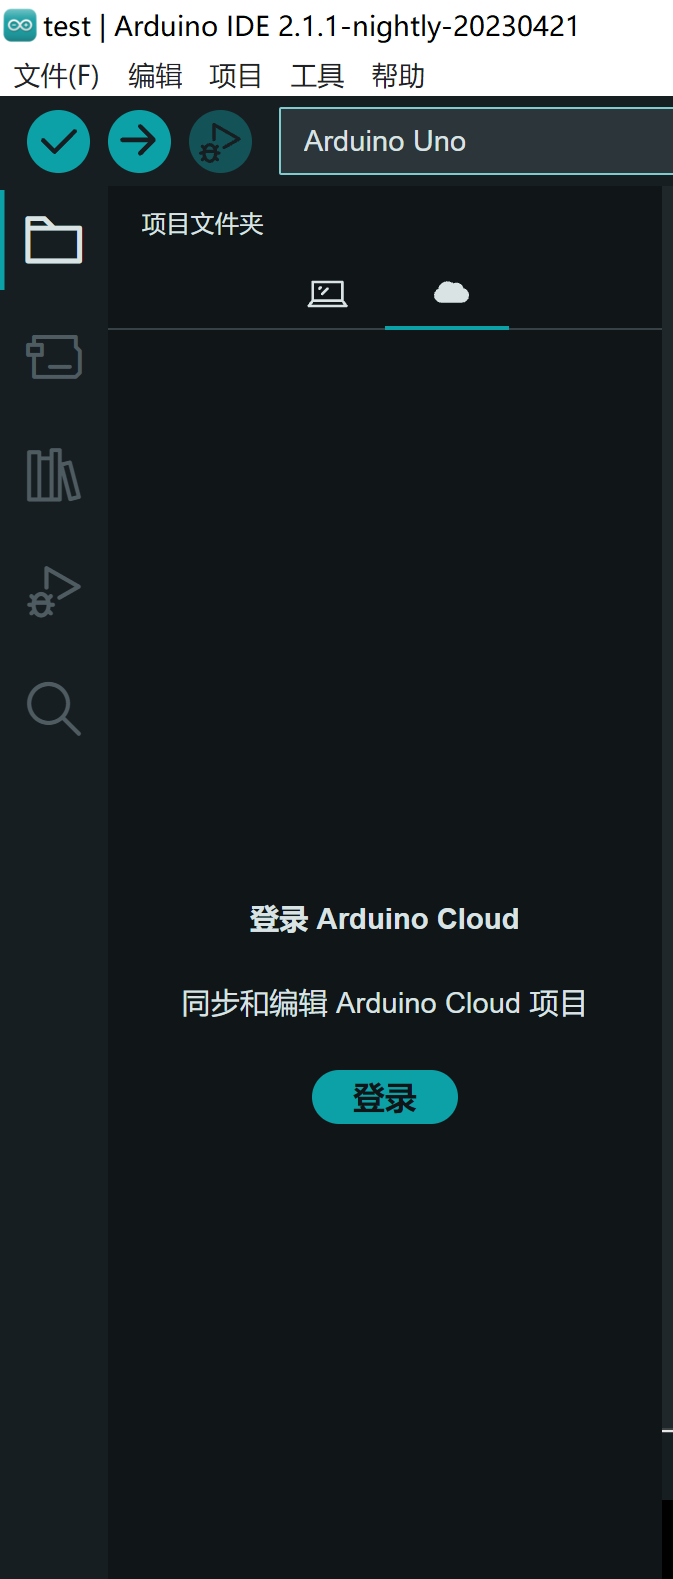 test | Arduino IDE 2.1.1-nightly-20230421
文件(F) 编辑 项目 工具 帮助
Arduino Uno
项目文件夹
登录 Arduino Cloud
同步和编辑 Arduino Cloud 项目
登录